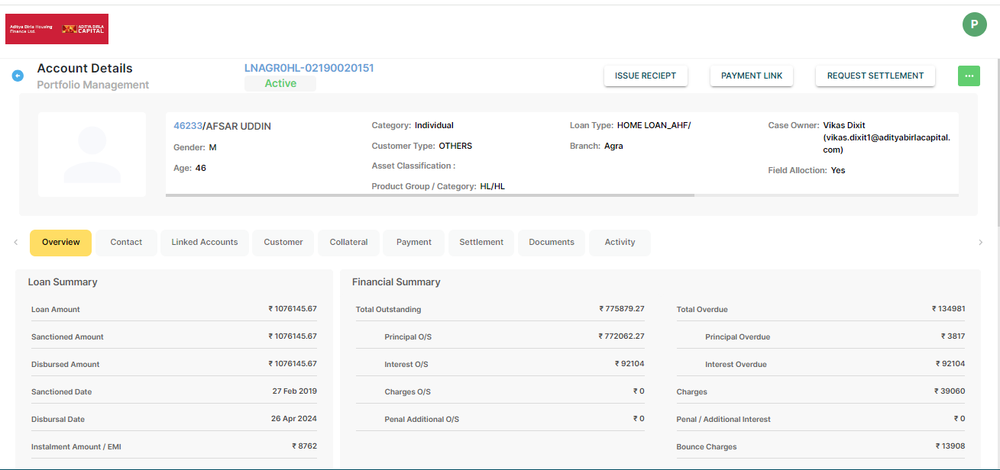 Aditya Birla Housing
Finance Ltd.
ADITYA BIRLA
CAPITAL
P
Account Details
Portfolio Management
LNAGR0HL-02190020151
Active
ISSUE RECIEPT
PAYMENT LINK
REQUEST SETTLEMENT
...
46233/AFSAR UDDIN
Gender: M
Age: 46
Category: Individual
Customer Type: OTHERS
Asset Classification :
Product Group / Category: HL/HL
Loan Type: HOME LOAN_AHF/
Branch: Agra
Case Owner: Vikas Dixit
(vikas.dixit1@adityabirlacapital.
com)
Field Alloction: Yes
Overview
Contact
Linked Accounts
Customer
Collateral
Payment
Settlement
Documents
Activity
Loan Summary
Loan Amount ₹ 1076145.67
Sanctioned Amount ₹ 1076145.67
Disbursed Amount ₹ 1076145.67
Sanctioned Date 27 Feb 2019
Disbursal Date 26 Apr 2024
Instalment Amount / EMI ₹ 8762
Financial Summary
Total Outstanding ₹ 775879.27
Principal O/S ₹ 772062.27
Interest O/S ₹ 92104
Charges O/S ₹ 0
Penal Additional O/S ₹ 0
Total Overdue ₹ 134981
Principal Overdue ₹ 3817
Interest Overdue ₹ 92104
Charges ₹ 39060
Penal / Additional Interest ₹ 0
Bounce Charges ₹ 13908